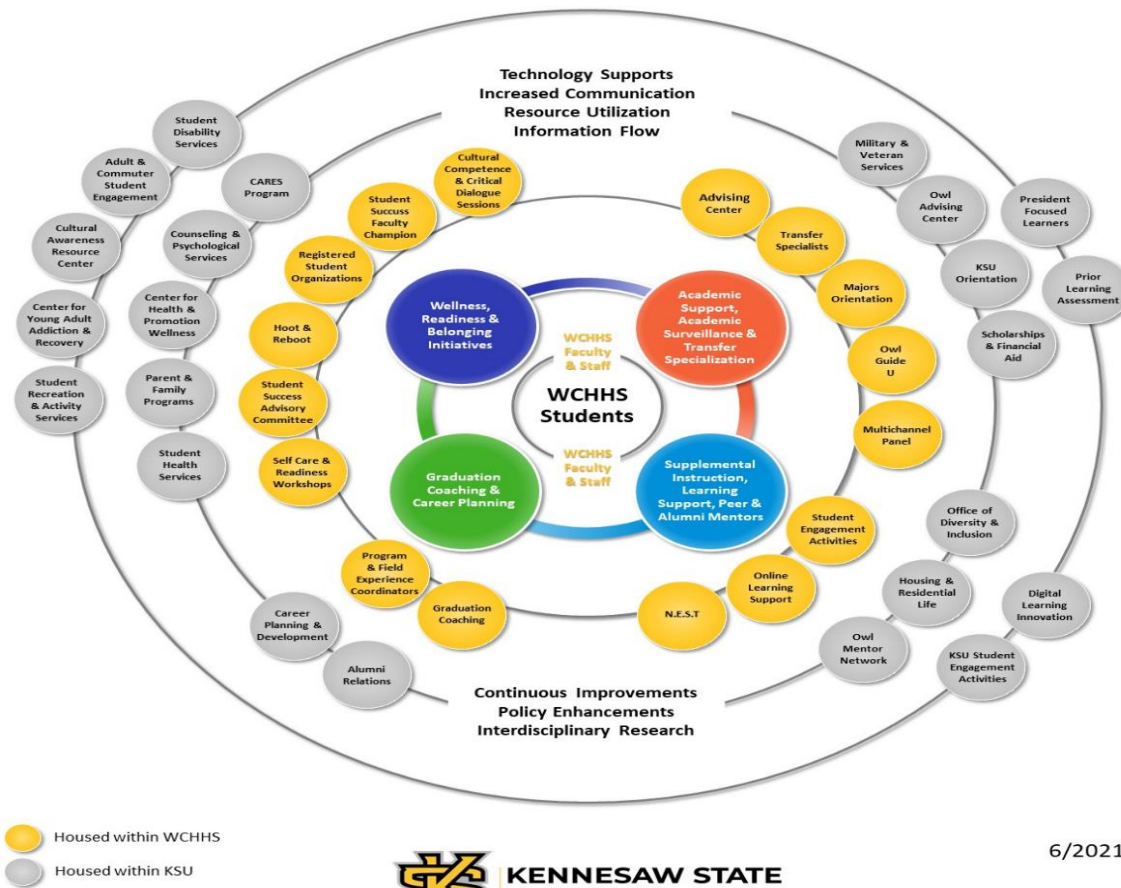 Technology Supports
Increased Communication
Resource Utilization
Information Flow
Student
Disability
Services
Adult &
Commuter
Student
Engagement
Cultural
Awareness
Resource
Center
Center for
Young Adult
Addiction &
Recovery
Student
Recreation
& Activity
Services
CARES
Program
Counseling &
Psychological
Services
Center for
Health &
Promotion
Wellness
Parent &
Family
Programs
Student
Health
Services
Cultural
Competence
& Critical
Dialogue
Sessions
Student
Succuss
Faculty
Champion
Registered
Student
Organizations
Hoot &
Reboot
Student
Success
Advisory
Committee
Self Care &
Readiness
Workshops
Program
& Field
Experience
Coordinators
Graduation
Coaching
Career
Planning &
Development
Alumni
Relations
Wellness,
Readiness &
Belonging
Initiatives
Academic
Support,
Academic
Surveillance &
Transfer
Specialization
WCHHS
Faculty
& Staff
WCHHS
Students
WCHHS
Faculty
& Staff
Graduation
Coaching &
Career Planning
Supplemental
Instruction,
Learning
Support, Peer &
Alumni Mentors
Advising
Center
Transfer
Specialists
Majors
Orientation
Owl
Guide
U
Multichannel
Panel
Student
Engagement
Activities
Online
Learning
Support
N.E.S.T
Military &
Veteran
Services
Owl
Advising
Center
KSU
Orientation
Scholarships
& Financial
Aid
President
Focused
Learners
Prior
Learning
Assessment
Office of
Diversity &
Inclusion
Housing &
Residential
Life
Owl
Mentor
Network
Digital
Learning
Innovation
KSU Student
Engagement
Activities
Continuous Improvements
Policy Enhancements
Interdisciplinary Research
Housed within WCHHS
Housed within KSU
KENNESAW STATE
6/2021